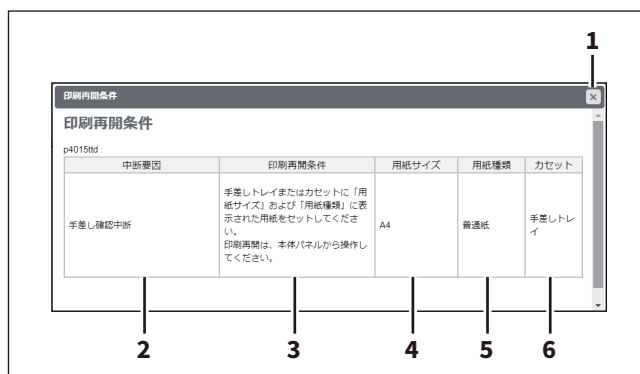 1
印刷再開条件
×
印刷再開条件
p4015ttd :
中断要因 印刷再開条件 用紙サイズ 用紙種類 カセット
手差し確認中断
手差しトレイまたはカセットに「用
紙サイズ」および「用紙種類」に表
示された用紙をセットしてくださ
い。
印刷再開は、本体パネルから操作し
てください。
A4
普通紙
手差しトレ
イ
2 3 4 5 6